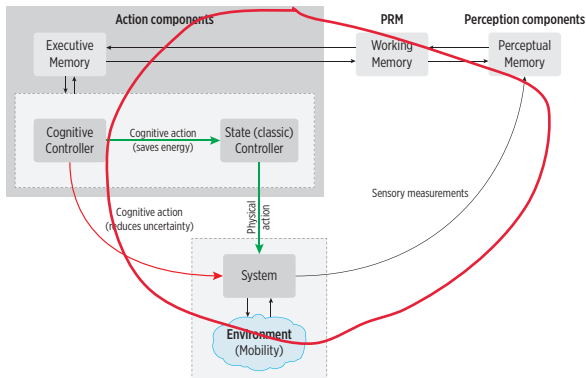 Action components
PRM
Perception components
Executive
Memory
Working
Memory
Perceptual
Memory
Cognitive
Controller
Cognitive action
(saves energy)
State (classic)
Controller
Sensory measurements
Cognitive action
(reduces uncertainty)
Physical
action
System
Environment
(Mobility)